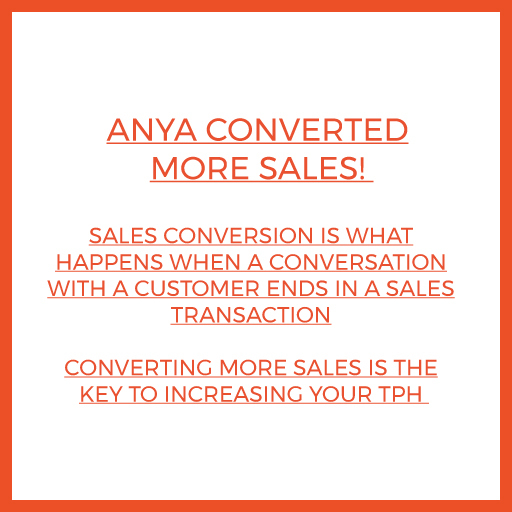 ANYA CONVERTED
MORE SALES!
SALES CONVERSION IS WHAT
HAPPENS WHEN A CONVERSATION
WITH A CUSTOMER ENDS IN A SALES
TRANSACTION
CONVERTING MORE SALES IS THE
KEY TO INCREASING YOUR TPH